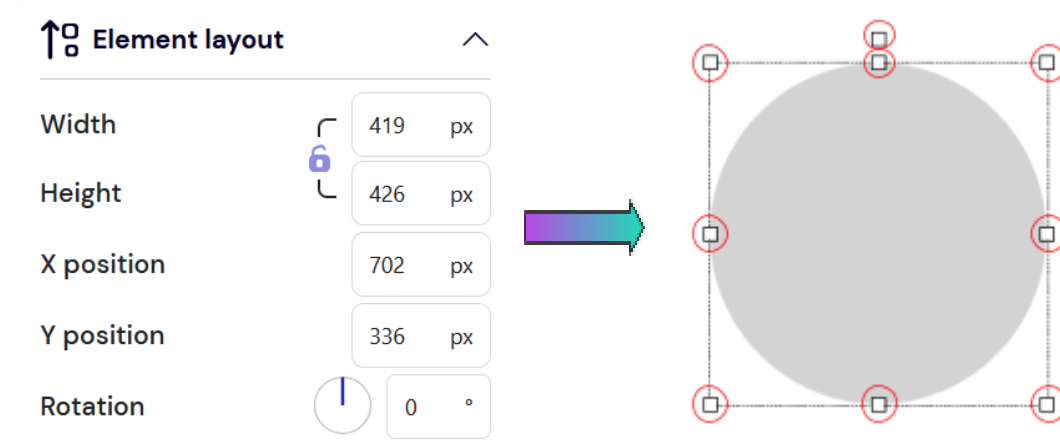 Element layout
Width 419 px
Height 426 px
X position 702 px
Y position 336 px
Rotation 0 °